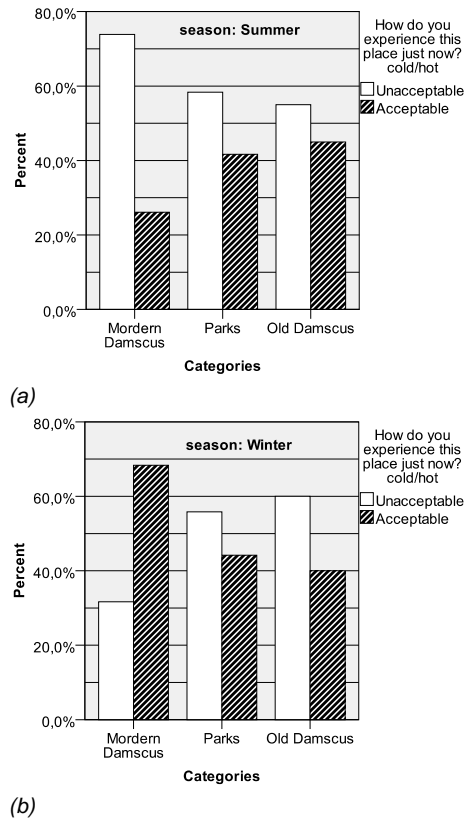 season: Summer
How do you
experience this
place just now?
cold/hot
Unacceptable
Acceptable
80,0%
60,0%
40,0%
20,0%
0,0%
Percent
Mordern
Damscus
Parks
Old Damscus
Categories
(a)
season: Winter
How do you
experience this
place just now?
cold/hot
Unacceptable
Acceptable
80,0%
60,0%
40,0%
20,0%
0,0%
Percent
Mordern
Damscus
Parks
Old Damscus
Categories
(b)